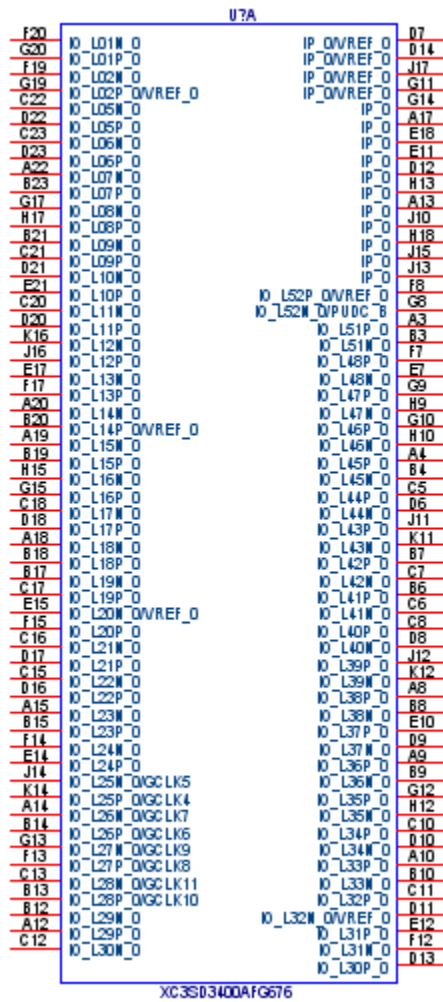 U?A
F20 IO_L01N_0 IP_0/VREF_0 D7
G20 IO_L01P_0 IP_0/VREF_0 D14
F19 IO_L02N_0 IP_0/VREF_0 J17
G19 IO_L02P_0/VREF_0 IP_0/VREF_0 G11
C22 IO_L05N_0 IP_0 G14
D22 IO_L05P_0 IP_0 A17
C23 IO_L06N_0 IP_0 E18
D23 IO_L06P_0 IP_0 E11
A22 IO_L07N_0 IP_0 D12
B23 IO_L07P_0 IP_0 H13
G17 IO_L08N_0 IP_0 A13
H17 IO_L08P_0 IP_0 J10
B21 IO_L09N_0 IP_0 H18
C21 IO_L09P_0 IP_0 J15
D21 IO_L10N_0 IP_0 J13
E21 IO_L10P_0 IO_L52P_0/VREF_0 F8
C20 IO_L11N_0 IO_L52N_0/PUDC_B G8
D20 IO_L11P_0 IO_L51P_0 A3
K16 IO_L12N_0 IO_L51N_0 B3
J16 IO_L12P_0 IO_L48P_0 F7
E17 IO_L13N_0 IO_L48N_0 E7
F17 IO_L13P_0 IO_L47P_0 G9
A20 IO_L14N_0 IO_L47N_0 H9
B20 IO_L14P_0/VREF_0 IO_L46P_0 G10
A19 IO_L15N_0 IO_L46N_0 H10
B19 IO_L15P_0 IO_L45P_0 A4
H15 IO_L16N_0 IO_L45N_0 B4
G15 IO_L16P_0 IO_L44P_0 C5
C18 IO_L17N_0 IO_L44N_0 D6
D18 IO_L17P_0 IO_L43P_0 J11
A18 IO_L18N_0 IO_L43N_0 K11
B18 IO_L18P_0 IO_L42P_0 B7
B17 IO_L19N_0 IO_L42N_0 C7
C17 IO_L19P_0 IO_L41P_0 B6
E15 IO_L20N_0/VREF_0 IO_L41N_0 C6
F15 IO_L20P_0 IO_L40P_0 C8
C16 IO_L21N_0 IO_L40N_0 D8
D17 IO_L21P_0 IO_L39P_0 J12
C15 IO_L22N_0 IO_L39N_0 K12
D16 IO_L22P_0 IO_L38P_0 A8
A15 IO_L23N_0 IO_L38N_0 B8
B15 IO_L23P_0 IO_L37P_0 E10
F14 IO_L24N_0 IO_L37N_0 D9
E14 IO_L24P_0 IO_L36P_0 A9
J14 IO_L25N_0/GCLK5 IO_L36N_0 B9
K14 IO_L25P_0/GCLK4 IO_L35P_0 G12
A14 IO_L26N_0/GCLK7 IO_L35N_0 H12
B14 IO_L26P_0/GCLK6 IO_L34P_0 C10
G13 IO_L27N_0/GCLK9 IO_L34N_0 D10
F13 IO_L27P_0/GCLK8 IO_L33P_0 A10
C13 IO_L28N_0/GCLK11 IO_L33N_0 B10
B13 IO_L28P_0/GCLK10 IO_L32P_0 C11
B12 IO_L29N_0 IO_L32N_0/VREF_0 D11
A12 IO_L29P_0 IO_L31P_0 E12
C12 IO_L30N_0 IO_L31N_0 F12
IO_L30P_0 D13
XC3SD3400AFG676